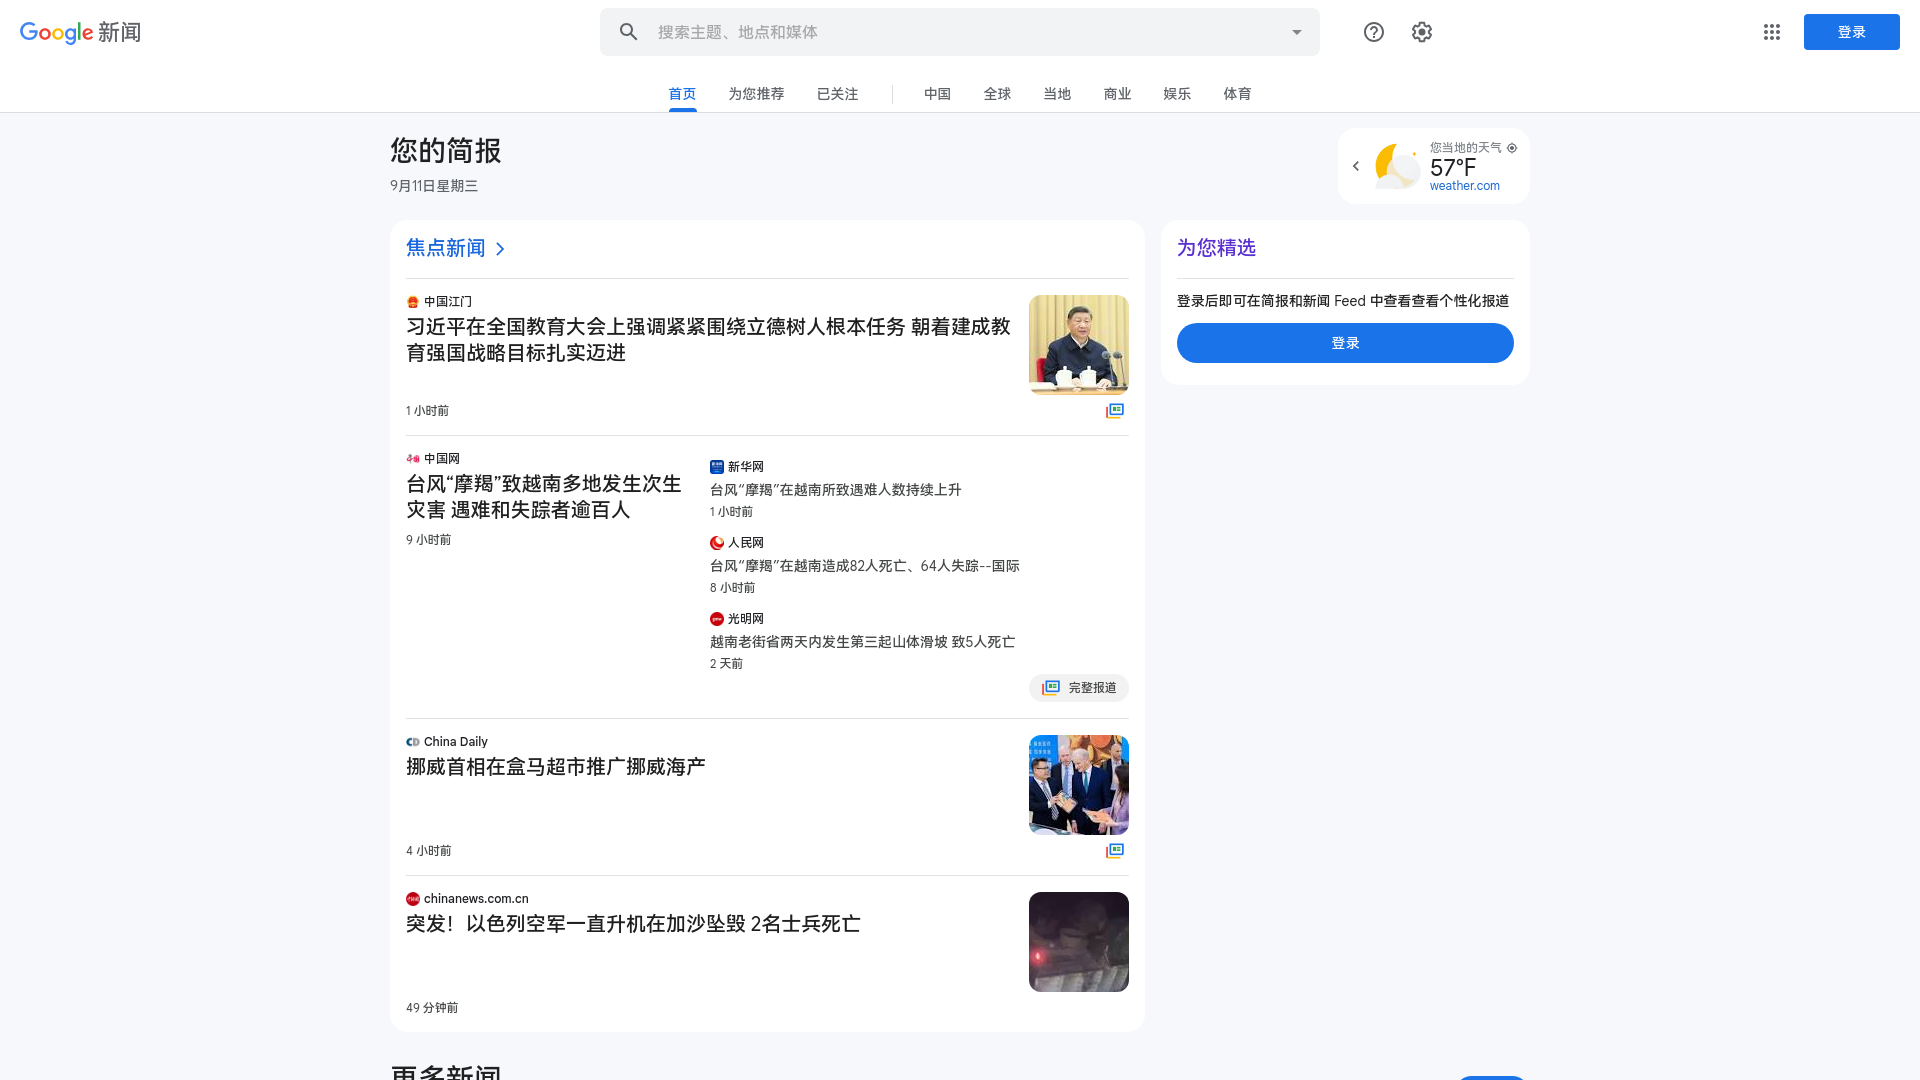 Google 新闻
搜索主题、地点和媒体
登录
首页
为您推荐
已关注
中国
全球
当地
商业
娱乐
体育
您的简报
9月11日星期三
您当地的天气
57°F
weather.com
焦点新闻
中国江门
习近平在全国教育大会上强调紧紧围绕立德树人根本任务 朝着建成教
育强国战略目标扎实迈进
1 小时前
中国网
台风“摩羯”致越南多地发生次生
灾害 遇难和失踪者逾百人
9 小时前
新华网
台风“摩羯”在越南所致遇难人数持续上升
1 小时前
人民网
台风“摩羯”在越南造成82人死亡、64人失踪--国际
8 小时前
光明网
越南老街省两天内发生第三起山体滑坡 致5人死亡
2 天前
完整报道
China Daily
挪威首相在盒马超市推广挪威海产
4 小时前
chinanews.com.cn
突发！以色列空军一直升机在加沙坠毁 2名士兵死亡
49 分钟前
为您精选
登录后即可在简报和新闻 Feed 中查看查看个性化报道
登录
更多新闻